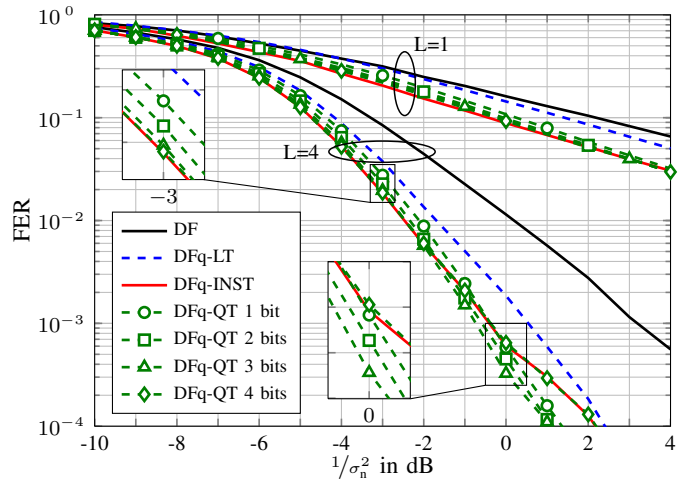 10^0
10^{-1}
10^{-2}
10^{-3}
10^{-4}
FER
L=1
L=4
−3
0
DF
DFq-LT
DFq-INST
DFq-QT 1 bit
DFq-QT 2 bits
DFq-QT 3 bits
DFq-QT 4 bits
-10 -8 -6 -4 -2 0 2 4
1/σ_n^2 in dB